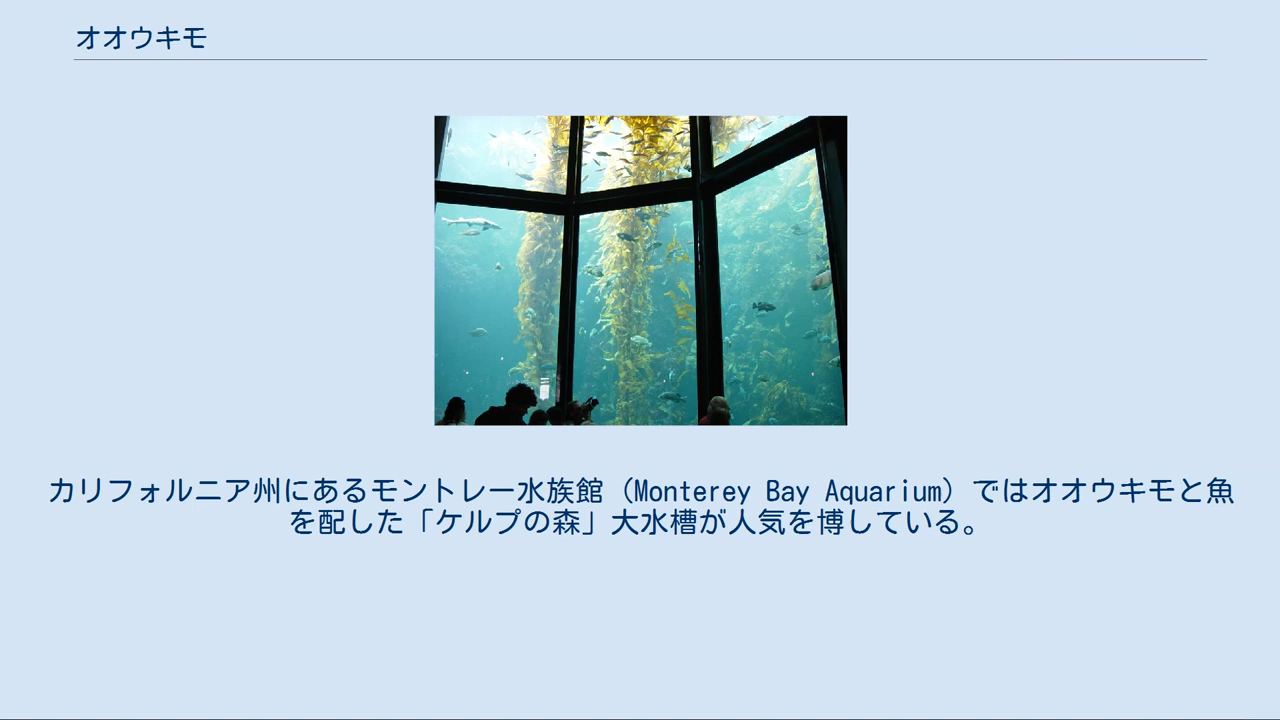 オオウキモ
カリフォルニア州にあるモントレー水族館（Monterey Bay Aquarium）ではオオウキモと魚
を配した「ケルプの森」大水槽が人気を博している。